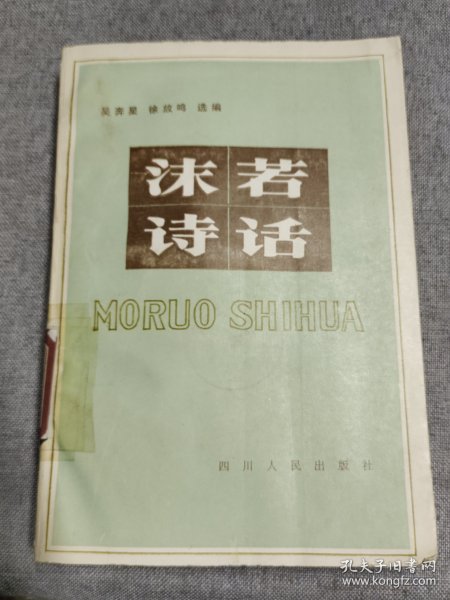 吴奔星 徐放鸣 选编
沫若
诗话
MORUO SHIHUA
四川人民出版社
孔夫子旧书网
www.kongfz.com